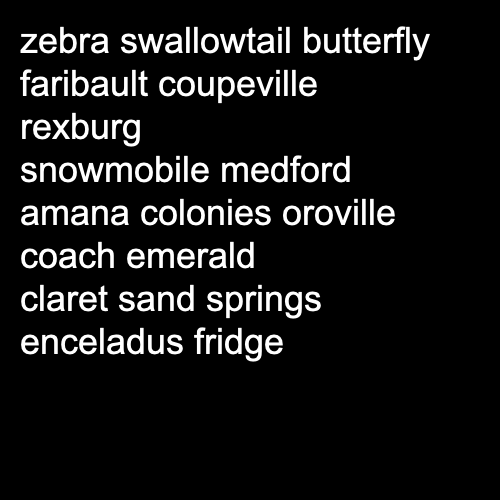 zebra swallowtail butterfly
faribault coupeville
rexburg
snowmobile medford
amana colonies oroville
coach emerald
claret sand springs
enceladus fridge